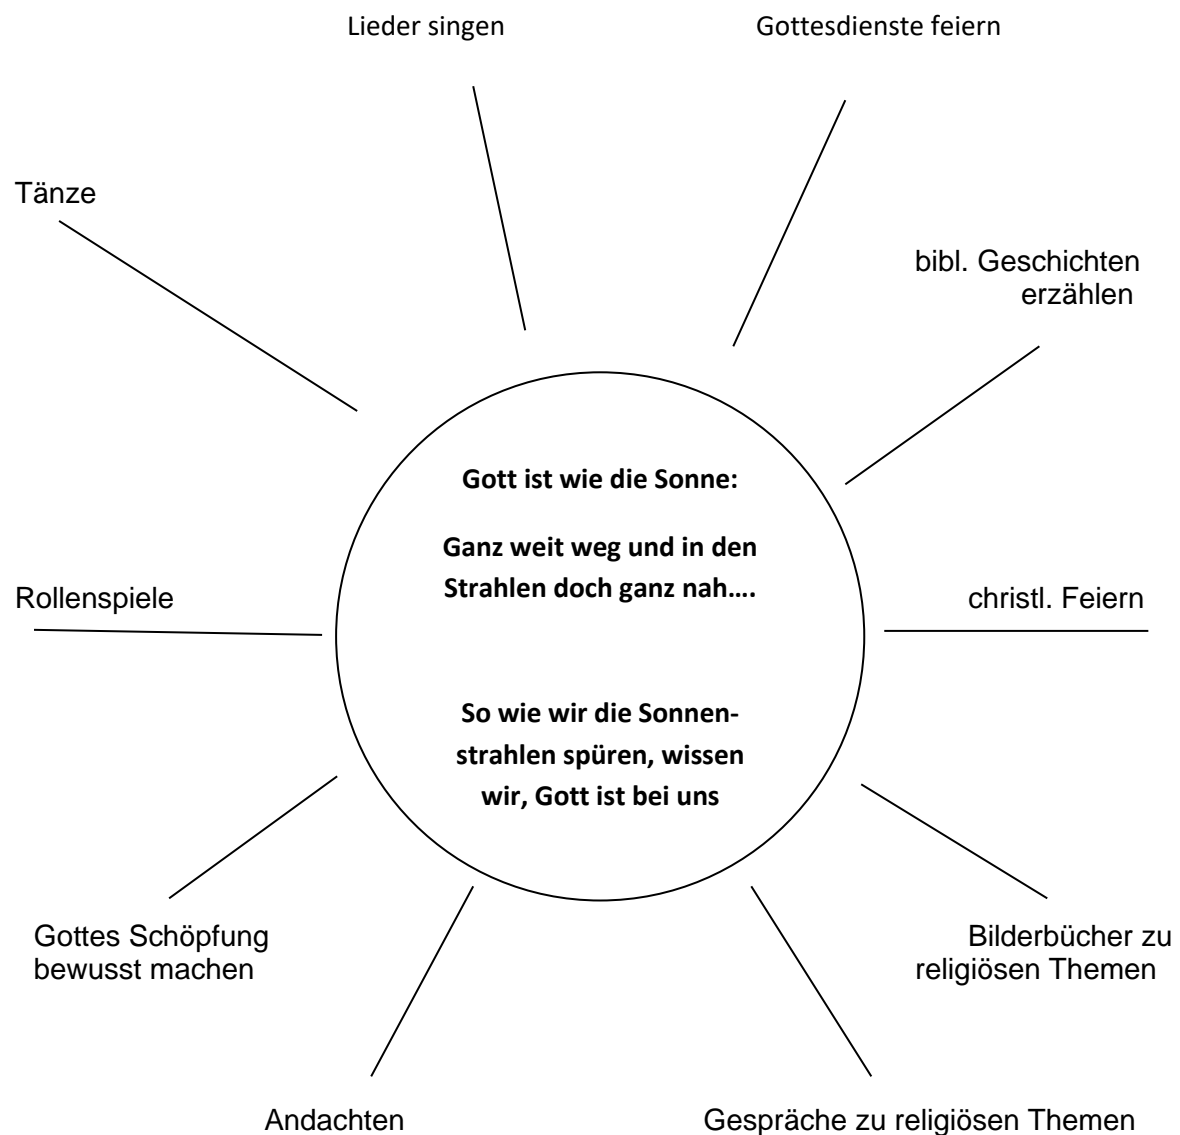 Lieder singen
Gottesdienste feiern
Tänze
bibl. Geschichten
erzählen
Gott ist wie die Sonne:
Ganz weit weg und in den
Strahlen doch ganz nah....
Rollenspiele
christl. Feiern
So wie wir die Sonnen-
strahlen spüren, wissen
wir, Gott ist bei uns
Gottes Schöpfung
bewusst machen
Bilderbücher zu
religiösen Themen
Andachten
Gespräche zu religiösen Themen